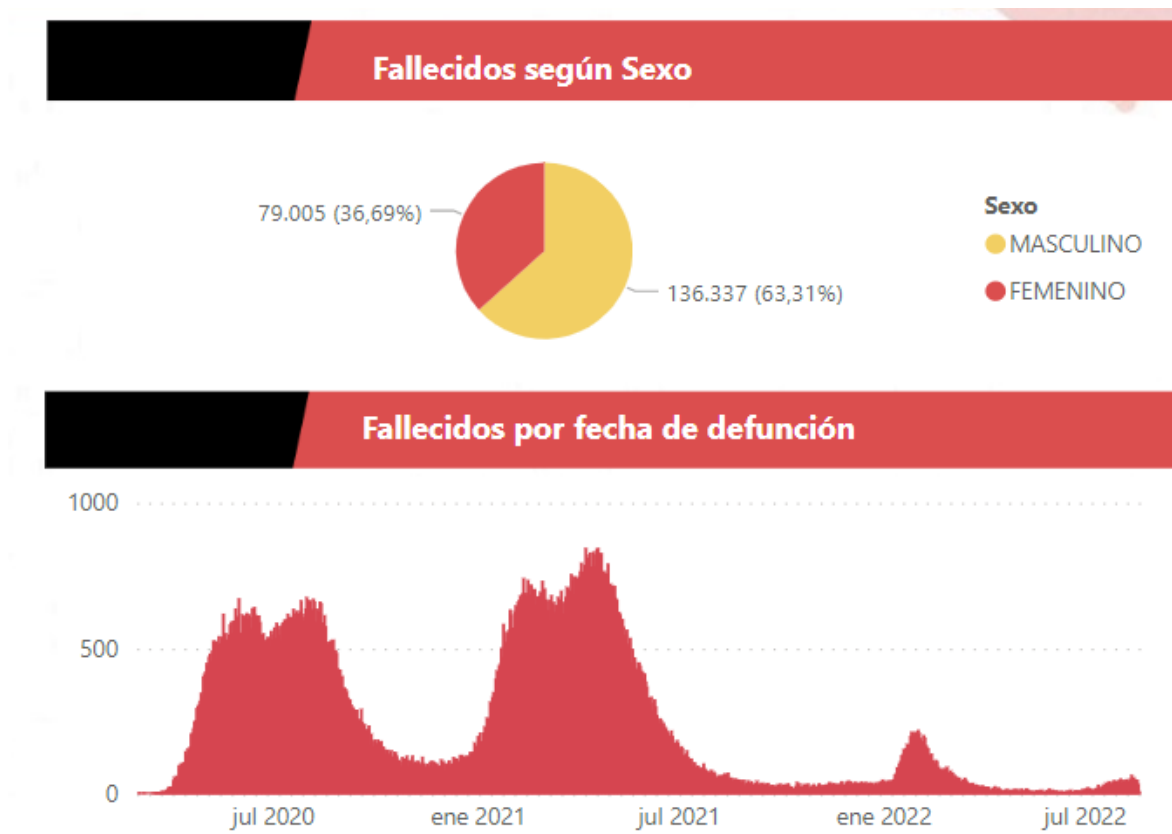 Fallecidos según Sexo
79.005 (36,69%)
136.337 (63,31%)
Sexo
MASCULINO
FEMENINO
Fallecidos por fecha de defunción
1000
500
0
jul 2020 ene 2021 jul 2021 ene 2022 jul 2022